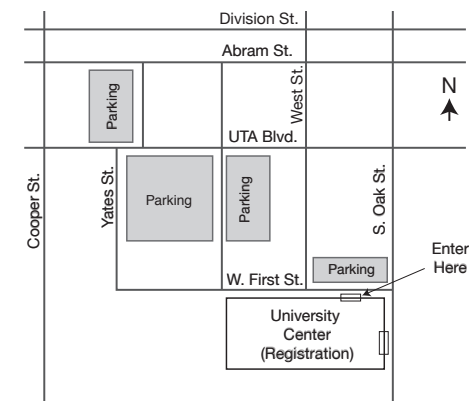 Division St.
Abram St.
West St.
Parking
N
UTA Blvd.
Cooper St.
Yates St.
Parking
Parking
S. Oak St.
Enter
Here
Parking
W. First St.
University
Center
(Registration)